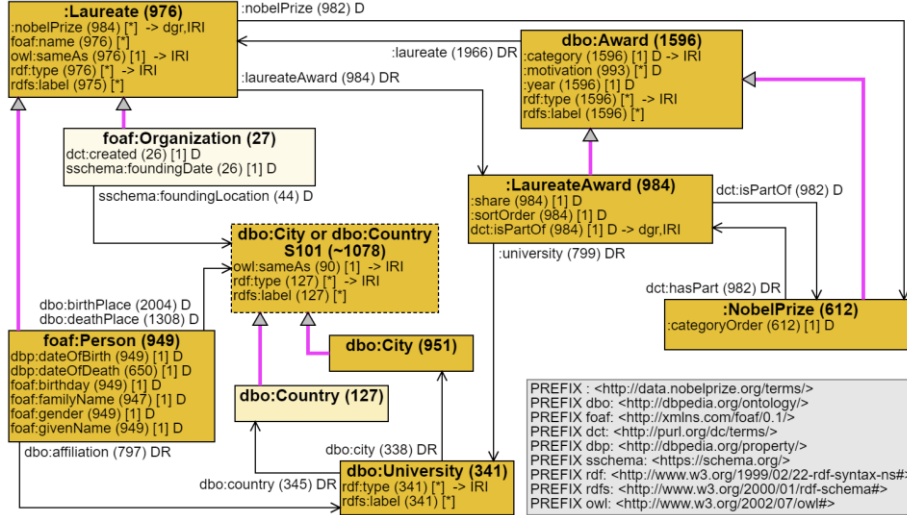 :Laureate (976)
:nobelPrize (984) [*] -> dgr,IRI
foaf:name (976) [*]
owl:sameAs (976) [1] -> IRI
rdf:type (976) [*] -> IRI
rdfs:label (975) [*]
:nobelPrize (982) D
:laureate (1966) DR
:laureateAward (984) DR
dbo:Award (1596)
:category (1596) [1] D -> IRI
:motivation (993) [*] D
:year (1596) [1] D
rdf:type (1596) [*] -> IRI
rdfs:label (1596) [*]
foaf:Organization (27)
dct:created (26) [1] D
sschema:foundingDate (26) [1] D
sschema:foundingLocation (44) D
:LaureateAward (984)
:share (984) [1] D
:sortOrder (984) [1] D
dct:isPartOf (984) [1] D -> dgr,IRI
dct:isPartOf (982) D
:university (799) DR
dct:hasPart (982) DR
dbo:City or dbo:Country
S101 (~1078)
owl:sameAs (90) [1] -> IRI
rdf:type (127) [*] -> IRI
rdfs:label (127) [*]
dbo:birthPlace (2004) D
dbo:deathPlace (1308) D
:NobelPrize (612)
:categoryOrder (612) [1] D
foaf:Person (949)
dbp:dateOfBirth (949) [1] D
dbp:dateOfDeath (650) [1] D
foaf:birthday (949) [1] D
foaf:familyName (947) [1] D
foaf:gender (949) [1] D
foaf:givenName (949) [1] D
dbo:City (951)
dbo:Country (127)
dbo:affiliation (797) DR
dbo:city (338) DR
dbo:country (345) DR
dbo:University (341)
rdf:type (341) [*] -> IRI
rdfs:label (341) [*]
PREFIX : <http://data.nobelprize.org/terms/>
PREFIX dbo: <http://dbpedia.org/ontology/>
PREFIX foaf: <http://xmlns.com/foaf/0.1/>
PREFIX dct: <http://purl.org/dc/terms/>
PREFIX dbp: <http://dbpedia.org/property/>
PREFIX sschema: <https://schema.org/>
PREFIX rdf: <http://www.w3.org/1999/02/22-rdf-syntax-ns#>
PREFIX rdfs: <http://www.w3.org/2000/01/rdf-schema#>
PREFIX owl: <http://www.w3.org/2002/07/owl#>